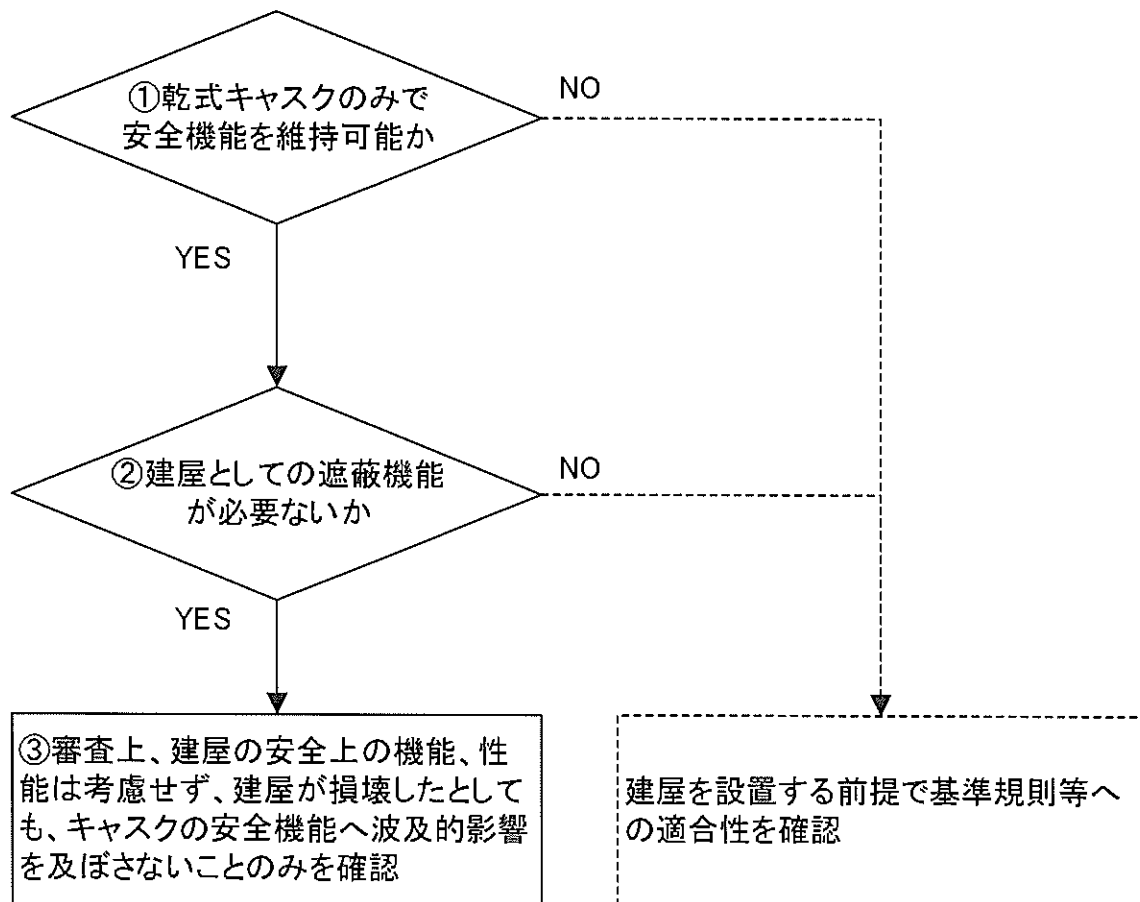 ①乾式キャスクのみで
安全機能を維持可能か
NO
YES
②建屋としての遮蔽機能
が必要ないか
NO
YES
③審査上、建屋の安全上の機能、性
能は考慮せず、建屋が損壊したとして
も、キャスクの安全機能へ波及的影響
を及ぼさないことのみを確認
建屋を設置する前提で基準規則等へ
の適合性を確認